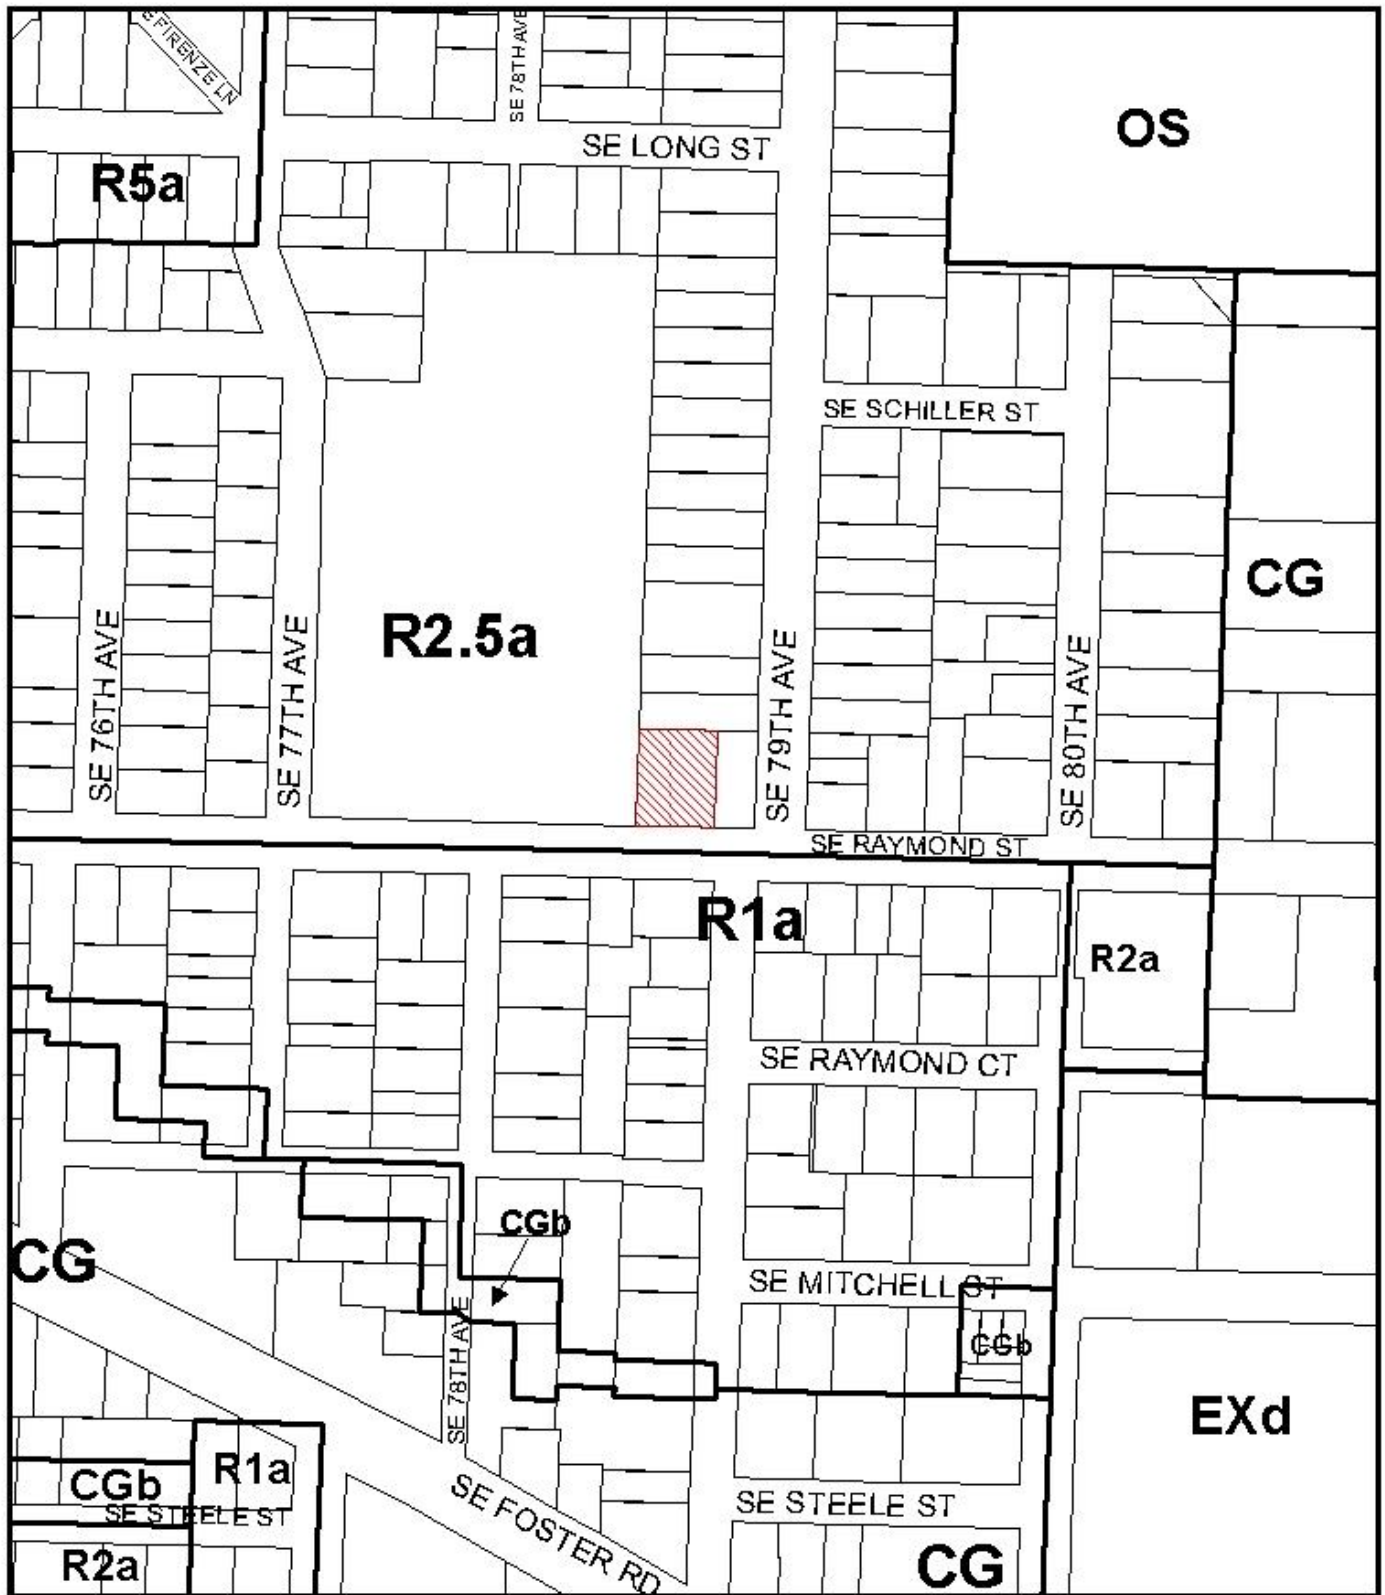 E FIRENZE LN
SE 78TH AVE
SE LONG ST
OS
R5a
SE SCHILLER ST
CG
R2.5a
SE 76TH AVE
SE 77TH AVE
SE 79TH AVE
SE 80TH AVE
SE RAYMOND ST
R1a
R2a
SE RAYMOND CT
CGb
CG
SE MITCHELL ST
SE 78TH AVE
CGb
EXd
R1a
CGb
SE STEELE ST
SE FOSTER RD
SE STEELE ST
R2a
CG